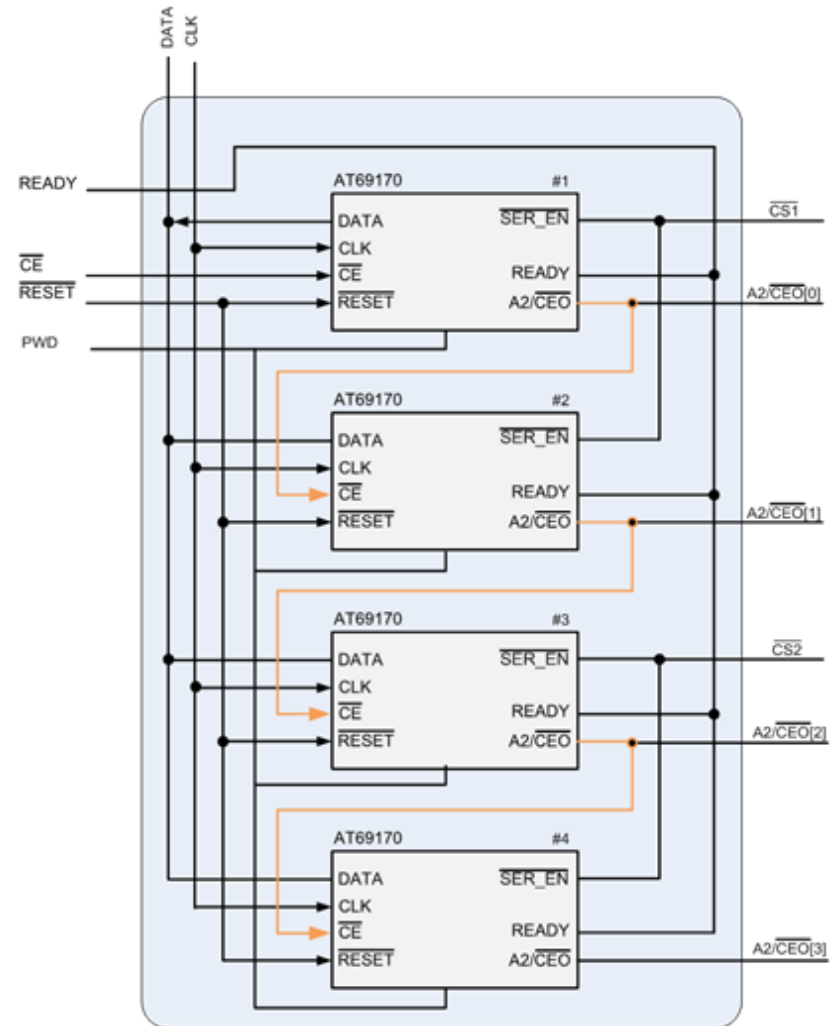 DATA
CLK
READY
CE
RESET
PWD
AT69170 #1
DATA SER_EN
CLK
CE READY
RESET A2/CEO
CS1
A2/CEO[0]
AT69170 #2
DATA SER_EN
CLK
CE READY
RESET A2/CEO
A2/CEO[1]
AT69170 #3
DATA SER_EN
CLK
CE READY
RESET A2/CEO
CS2
A2/CEO[2]
AT69170 #4
DATA SER_EN
CLK
CE READY
RESET A2/CEO
A2/CEO[3]